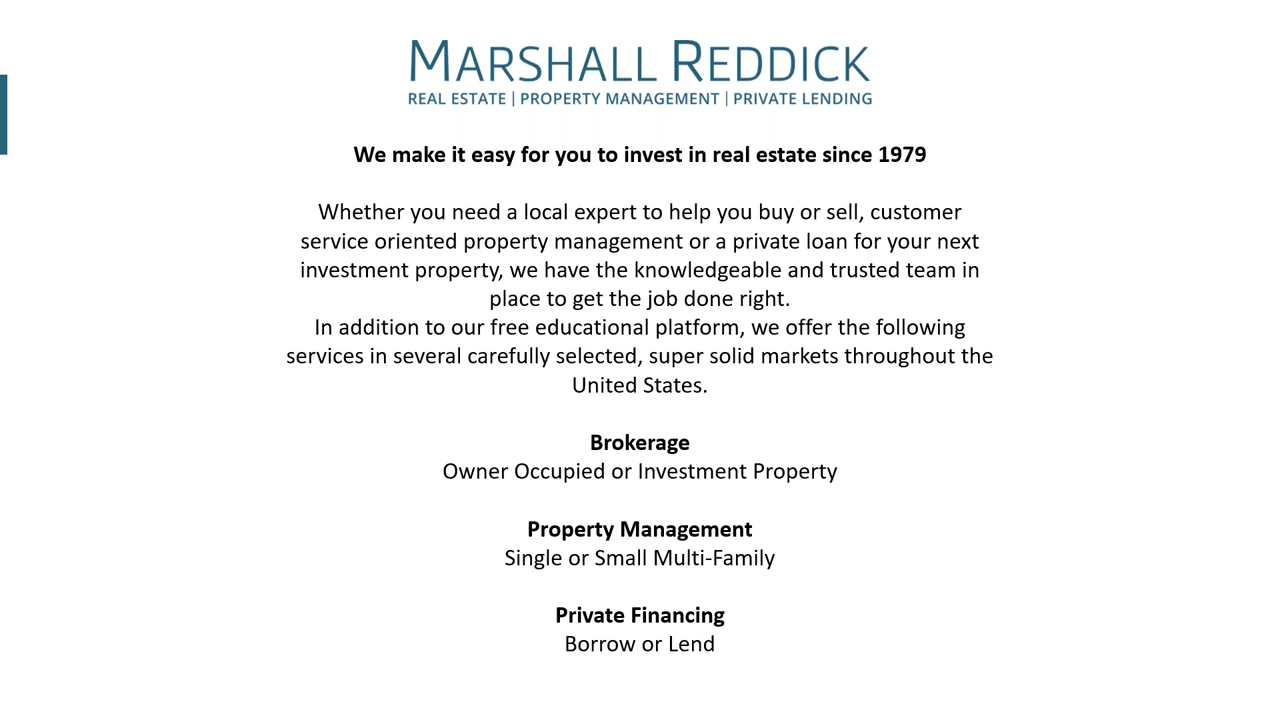 MARSHALL REDDICK
REAL ESTATE | PROPERTY MANAGEMENT | PRIVATE LENDING
We make it easy for you to invest in real estate since 1979
Whether you need a local expert to help you buy or sell, customer
service oriented property management or a private loan for your next
investment property, we have the knowledgeable and trusted team in
place to get the job done right.
In addition to our free educational platform, we offer the following
services in several carefully selected, super solid markets throughout the
United States.
Brokerage
Owner Occupied or Investment Property
Property Management
Single or Small Multi-Family
Private Financing
Borrow or Lend